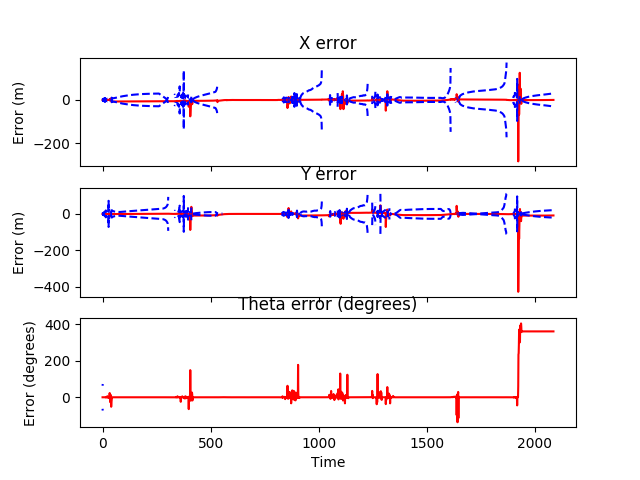 X error
Error (m)
0
−200
Y error
Error (m)
0
−200
−400
Theta error (degrees)
Error (degrees)
400
200
0
0
500
1000
1500
2000
Time